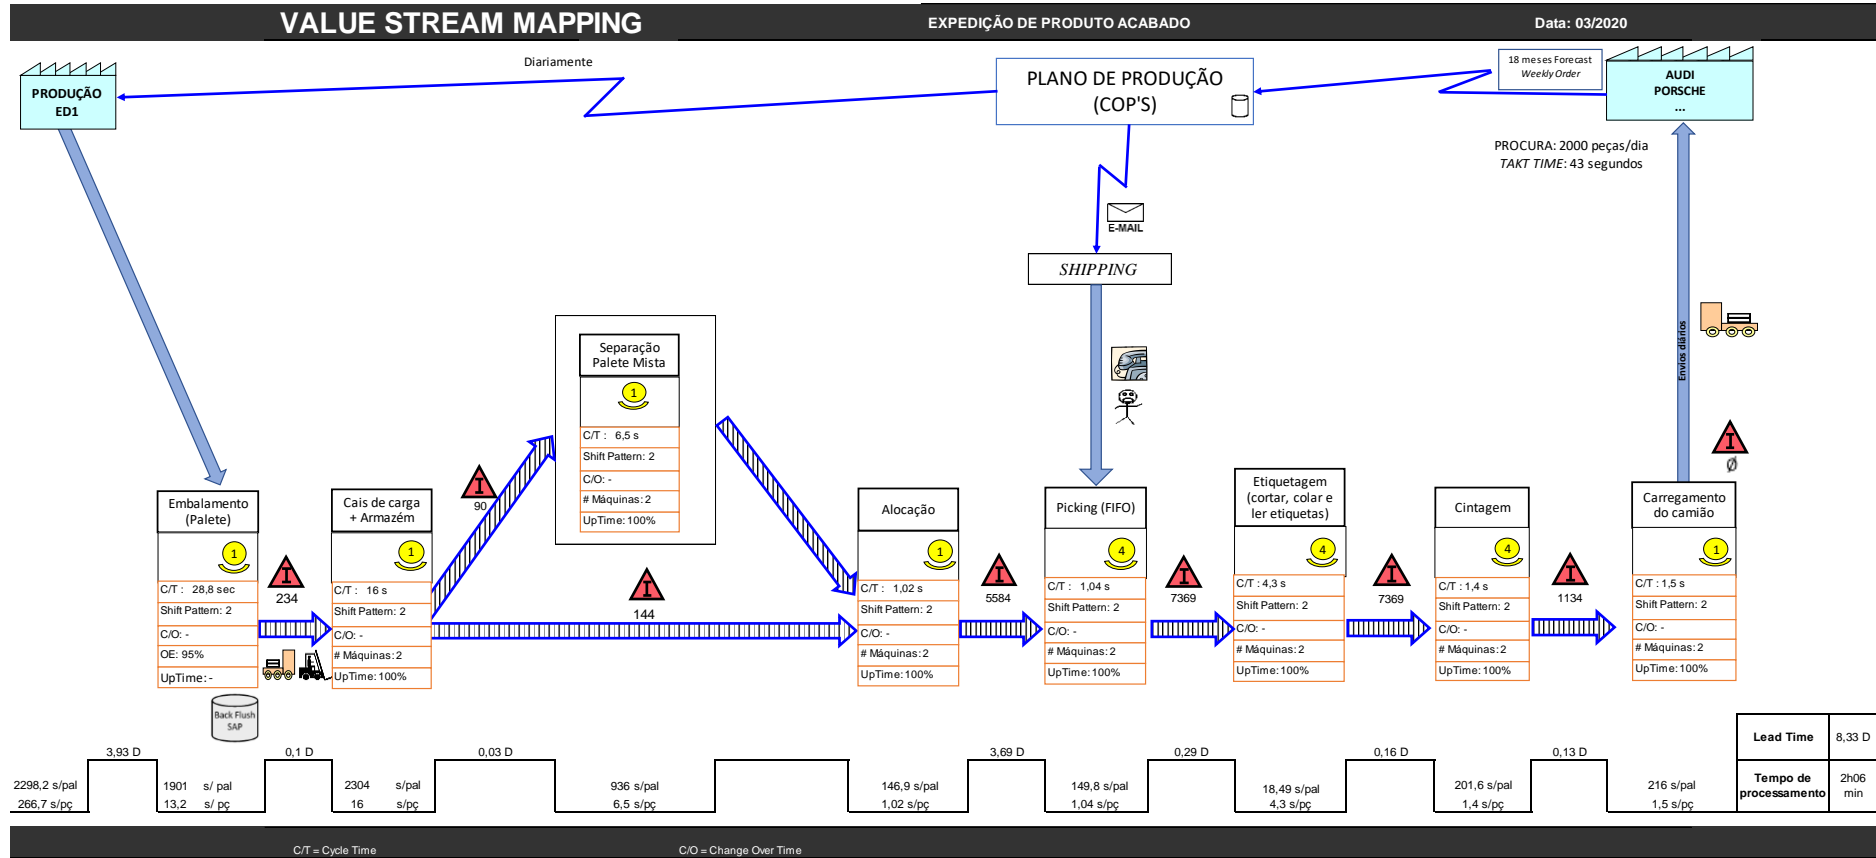 VALUE STREAM MAPPING
EXPEDIÇÃO DE PRODUTO ACABADO
Data: 03/2020
PRODUÇÃO
ED1
Diariamente
PLANO DE PRODUÇÃO
(COP'S)
18 meses Forecast
Weekly Order
AUDI
PORSCHE
...
PROCURA: 2000 peças/dia
TAKT TIME: 43 segundos
E-MAIL
SHIPPING
Envios diários
Separação
Palete Mista
1
C/T : 6,5 s
Shift Pattern: 2
C/O: -
# Máquinas: 2
UpTime: 100%
Embalamento
(Palete)
1
C/T : 28,8 sec
Shift Pattern: 2
C/O: -
OE: 95%
UpTime: -
Back Flush
SAP
I
234
Cais de carga
+ Armazém
1
C/T : 16 s
Shift Pattern: 2
C/O: -
# Máquinas: 2
UpTime: 100%
I
90
I
144
Alocação
1
C/T : 1,02 s
Shift Pattern: 2
C/O: -
# Máquinas: 2
UpTime: 100%
I
5584
Picking (FIFO)
4
C/T : 1,04 s
Shift Pattern: 2
C/O: -
# Máquinas: 2
UpTime: 100%
I
7369
Etiquetagem
(cortar, colar e
ler etiquetas)
4
C/T : 4,3 s
Shift Pattern: 2
C/O: -
# Máquinas: 2
UpTime: 100%
I
7369
Cintagem
4
C/T : 1,4 s
Shift Pattern: 2
C/O: -
# Máquinas: 2
UpTime: 100%
I
1134
Carregamento
do camião
1
C/T : 1,5 s
Shift Pattern: 2
C/O: -
# Máquinas: 2
UpTime: 100%
I
Ø
3,93 D
0,1 D
0,03 D
3,69 D
0,29 D
0,16 D
0,13 D
2298,2 s/pal
266,7 s/pç
1901 s/ pal
13,2 s/ pç
2304 s/pal
16 s/pç
936 s/pal
6,5 s/pç
146,9 s/pal
1,02 s/pç
149,8 s/pal
1,04 s/pç
18,49 s/pal
4,3 s/pç
201,6 s/pal
1,4 s/pç
216 s/pal
1,5 s/pç
Lead Time
8,33 D
Tempo de
processamento
2h06
min
C/T = Cycle Time
C/O = Change Over Time